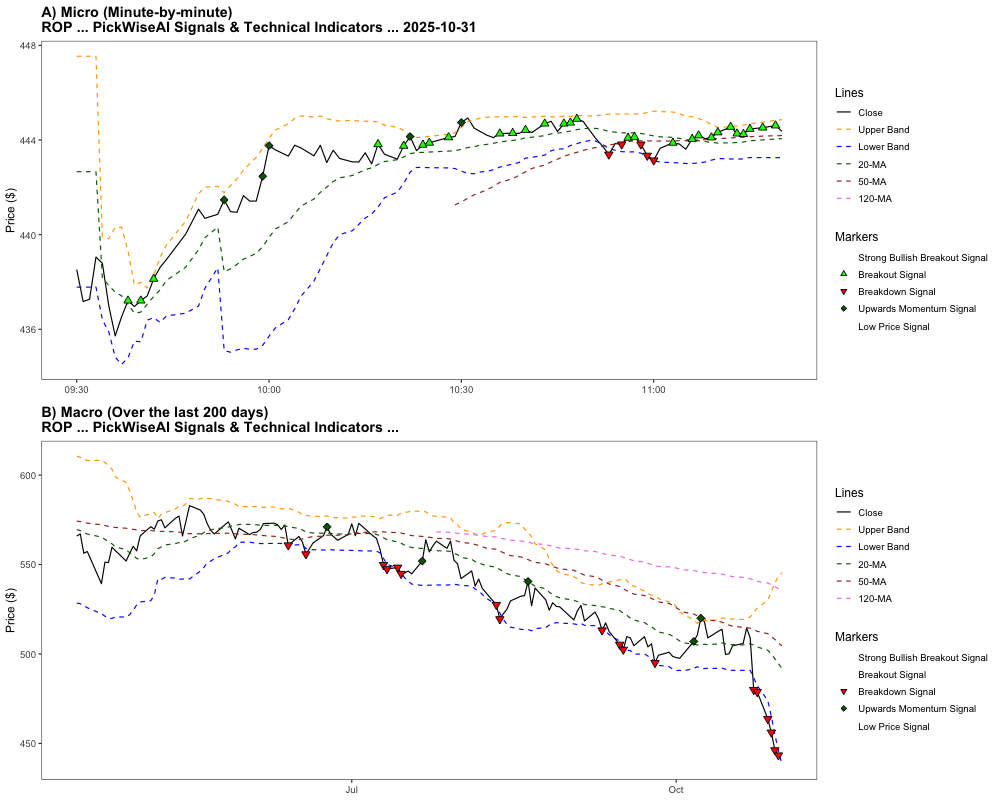 A) Micro (Minute-by-minute)
ROP ... PickWiseAI Signals & Technical Indicators ... 2025-10-31
448
444
440
436
Price ($)
09:30
10:00
10:30
11:00
Lines
Close
Upper Band
Lower Band
20-MA
50-MA
120-MA
Markers
Strong Bullish Breakout Signal
Breakout Signal
Breakdown Signal
Upwards Momentum Signal
Low Price Signal
B) Macro (Over the last 200 days)
ROP ... PickWiseAI Signals & Technical Indicators ...
600
550
500
450
Price ($)
Jul
Oct
Lines
Close
Upper Band
Lower Band
20-MA
50-MA
120-MA
Markers
Strong Bullish Breakout Signal
Breakout Signal
Breakdown Signal
Upwards Momentum Signal
Low Price Signal